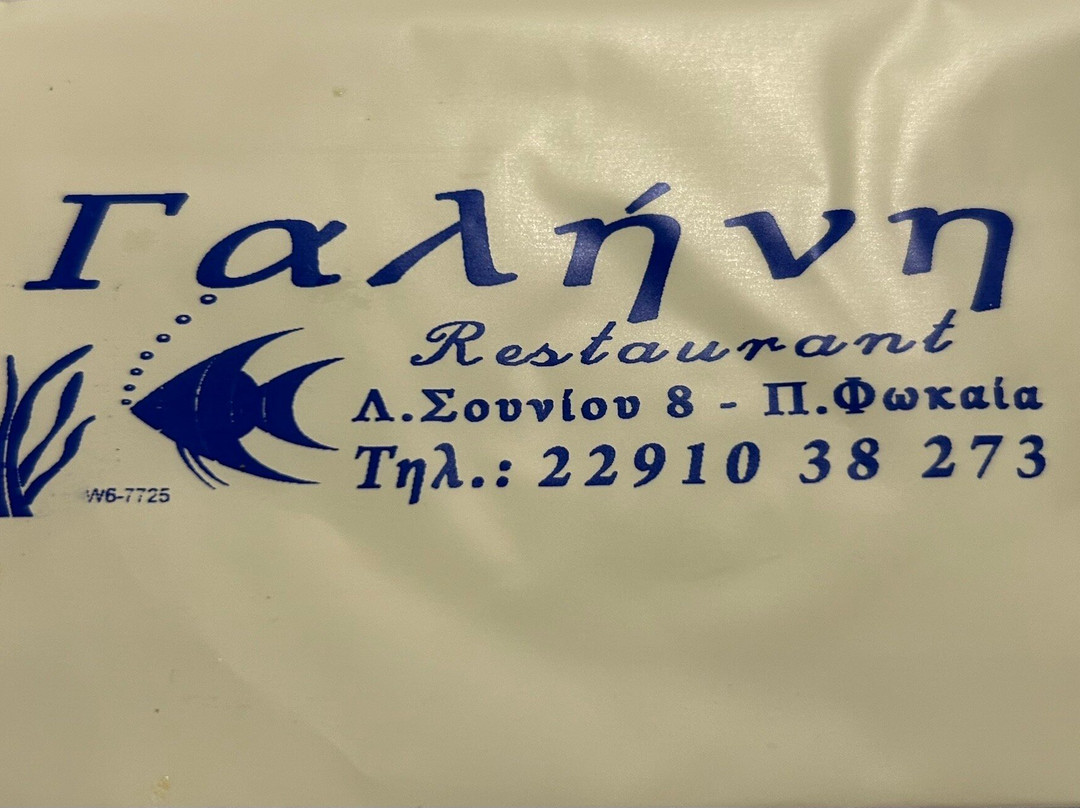 Γαλήνη
Restaurant
Λ.Σουνίου 8 - Π.Φωκαία
Τηλ.: 22910 38 273
W6-7725